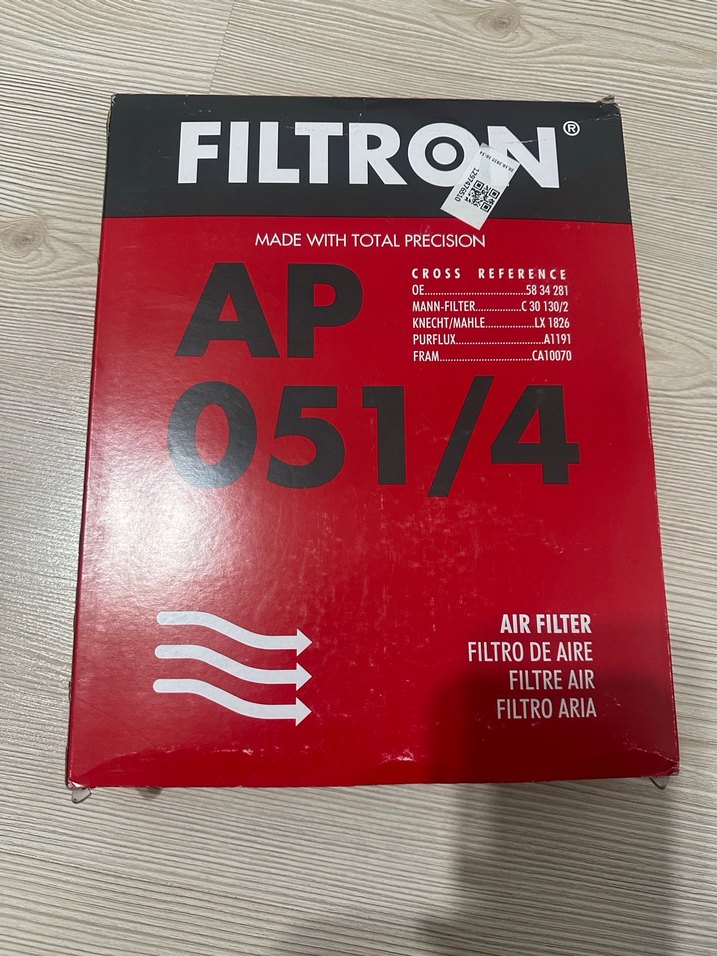 FILTRON®
1297476510
MADE WITH TOTAL PRECISION
AP
051/4
CROSS REFERENCE
OE..............................58 34 281
MANN-FILTER..............C 30 130/2
KNECHT/MAHLE...............LX 1826
PURFLUX..........................A1191
FRAM...........................CA10070
AIR FILTER
FILTRO DE AIRE
FILTRE AIR
FILTRO ARIA